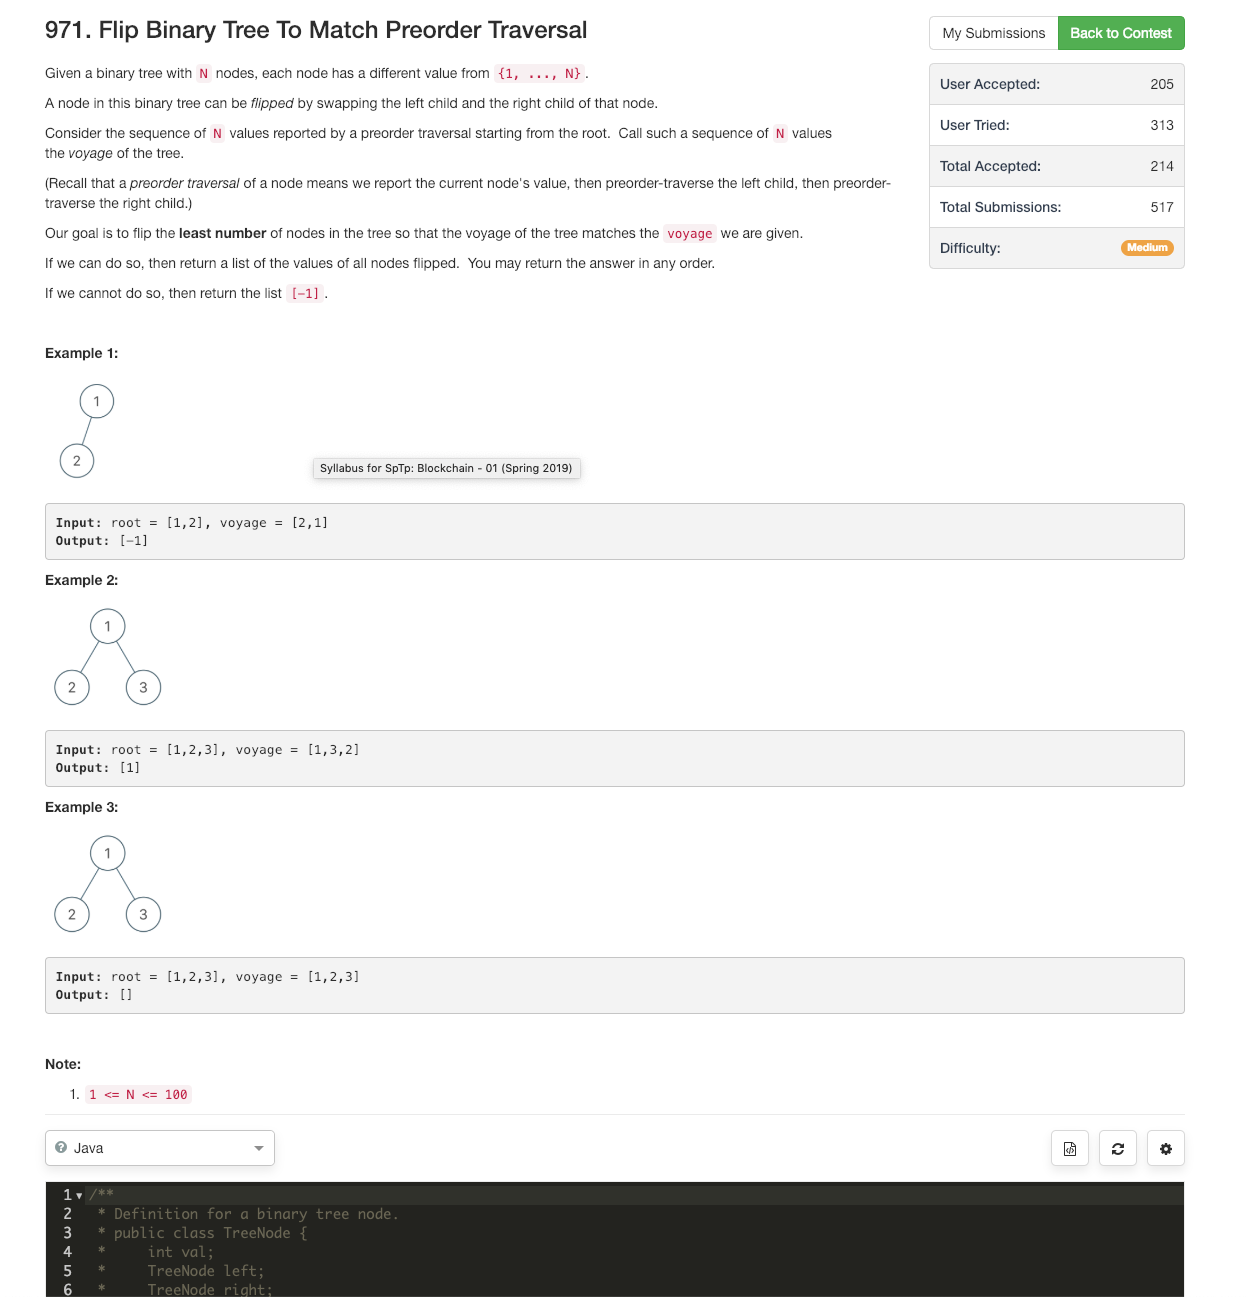 971. Flip Binary Tree To Match Preorder Traversal
My Submissions
Back to Contest
Given a binary tree with N nodes, each node has a different value from {1, ..., N}.
A node in this binary tree can be flipped by swapping the left child and the right child of that node.
Consider the sequence of N values reported by a preorder traversal starting from the root.  Call such a sequence of N values
the voyage of the tree.
(Recall that a preorder traversal of a node means we report the current node's value, then preorder-traverse the left child, then preorder-
traverse the right child.)
Our goal is to flip the least number of nodes in the tree so that the voyage of the tree matches the voyage we are given.
If we can do so, then return a list of the values of all nodes flipped.  You may return the answer in any order.
If we cannot do so, then return the list [-1].
User Accepted: 205
User Tried: 313
Total Accepted: 214
Total Submissions: 517
Difficulty: Medium
Example 1:
1
2
Syllabus for SpTp: Blockchain - 01 (Spring 2019)
Input: root = [1,2], voyage = [2,1]
Output: [-1]
Example 2:
1
2 3
Input: root = [1,2,3], voyage = [1,3,2]
Output: [1]
Example 3:
1
2 3
Input: root = [1,2,3], voyage = [1,2,3]
Output: []
Note:
1. 1 <= N <= 100
? Java
1 /**
2  * Definition for a binary tree node.
3  * public class TreeNode {
4  *     int val;
5  *     TreeNode left;
6  *     TreeNode right;